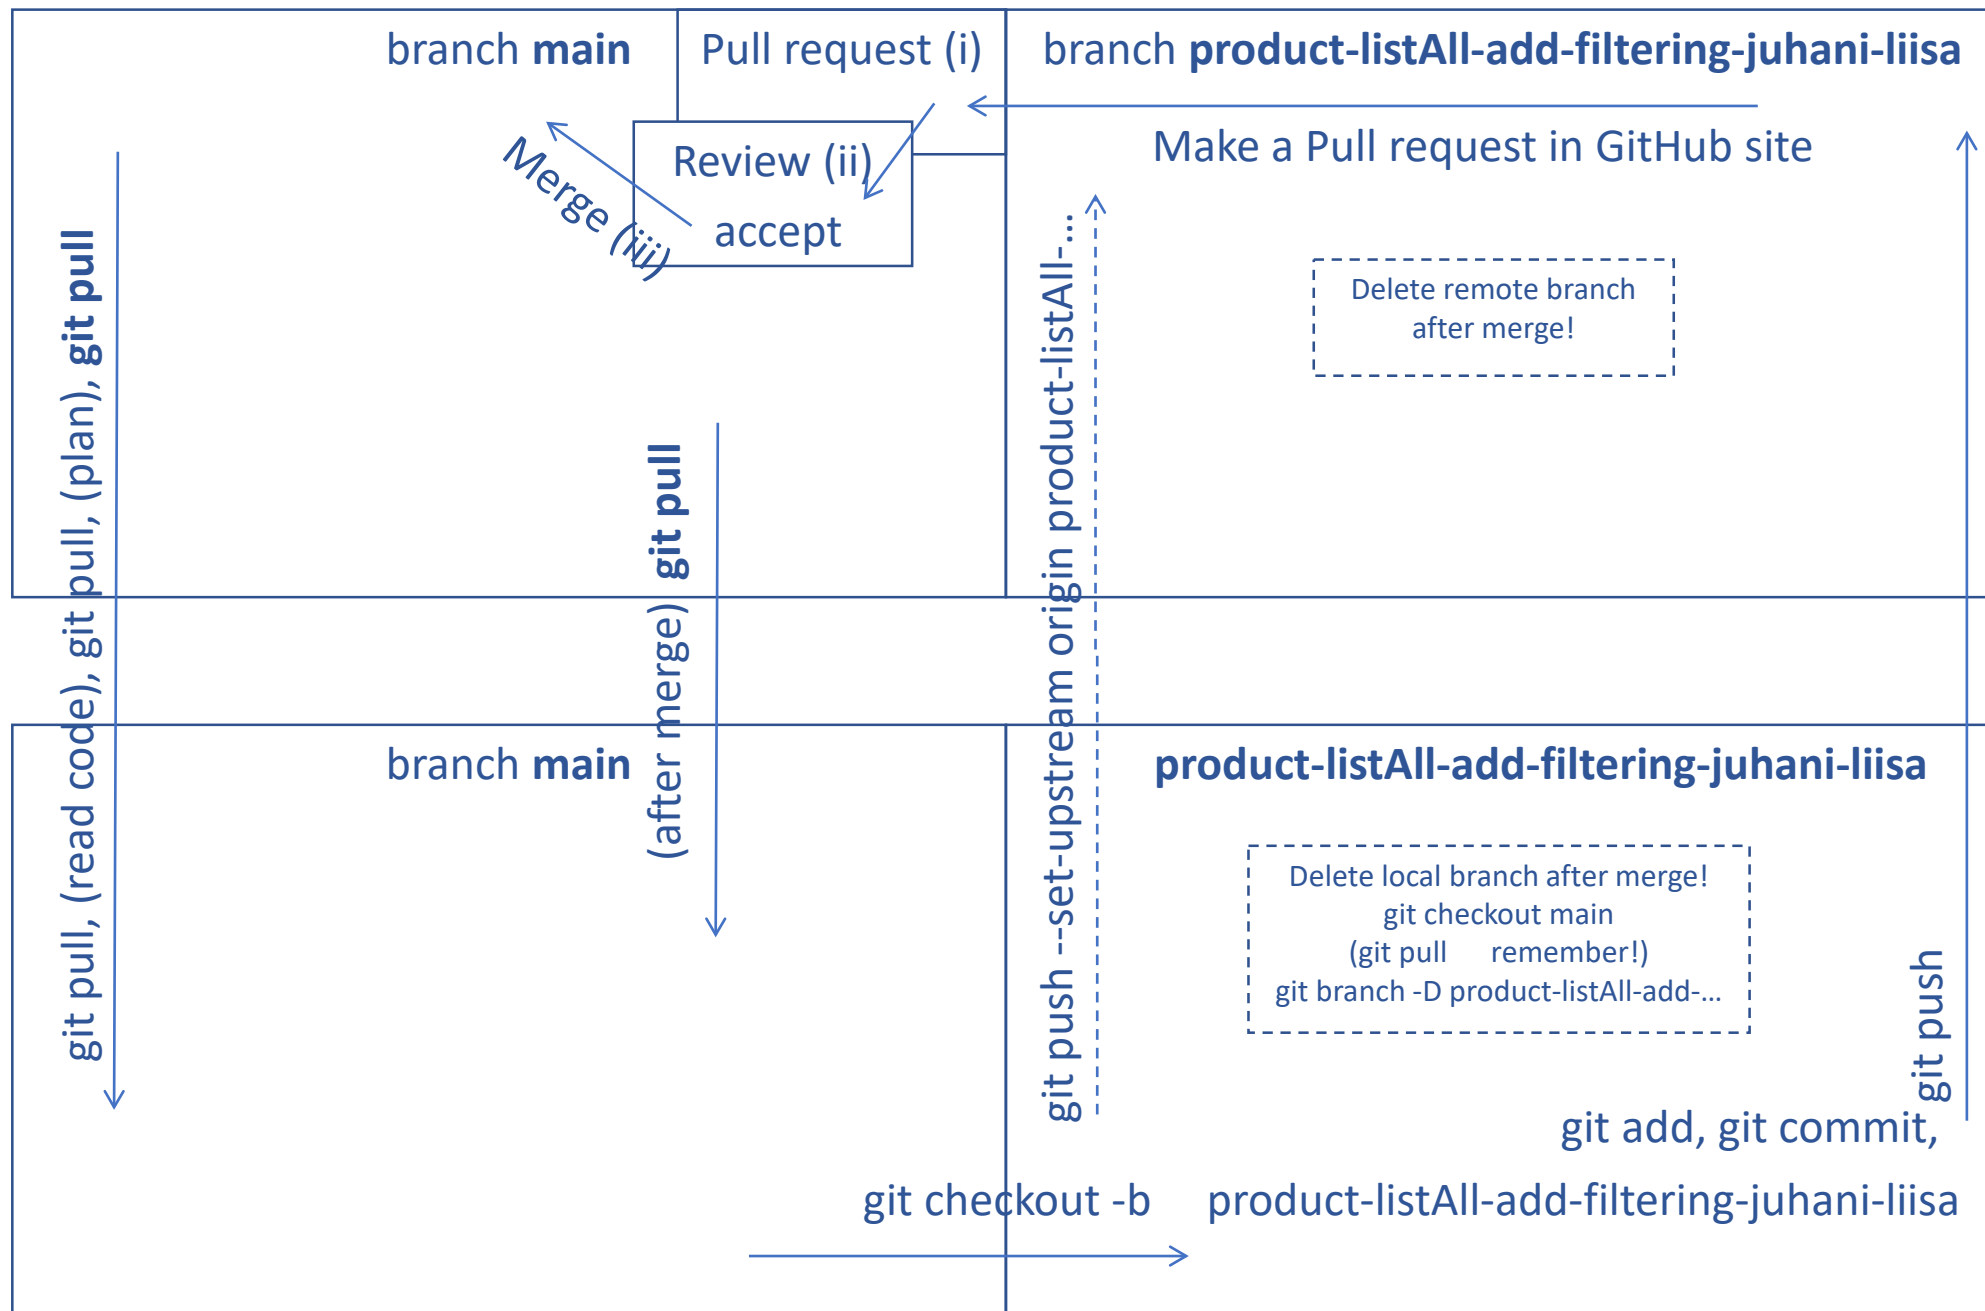 branch main
Pull request (i)
branch product-listAll-add-filtering-juhani-liisa
Make a Pull request in GitHub site
Review (ii)
accept
Merge (iii)
Delete remote branch
after merge!
git pull, (read code), git pull, (plan), git pull
(after merge) git pull
git push --set-upstream origin product-listAll-...
branch main
product-listAll-add-filtering-juhani-liisa
Delete local branch after merge!
git checkout main
(git pull remember!)
git branch -D product-listAll-add-...
git push
git add, git commit,
git checkout -b product-listAll-add-filtering-juhani-liisa